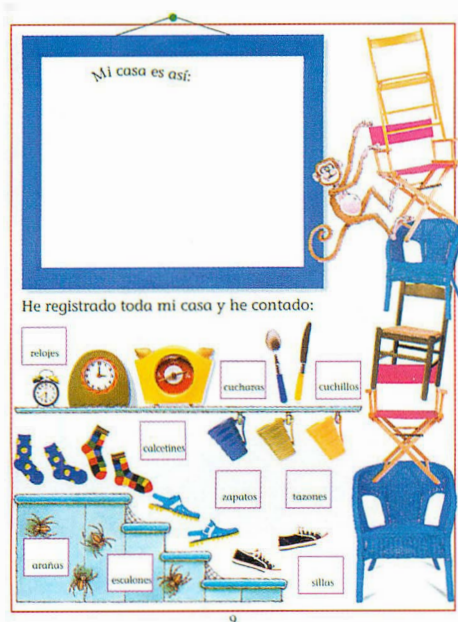 Mi casa es así:
He registrado toda mi casa y he contado:
relojes
cucharas
cuchillos
calcetines
zapatos
tazones
arañas
escalones
sillas
9